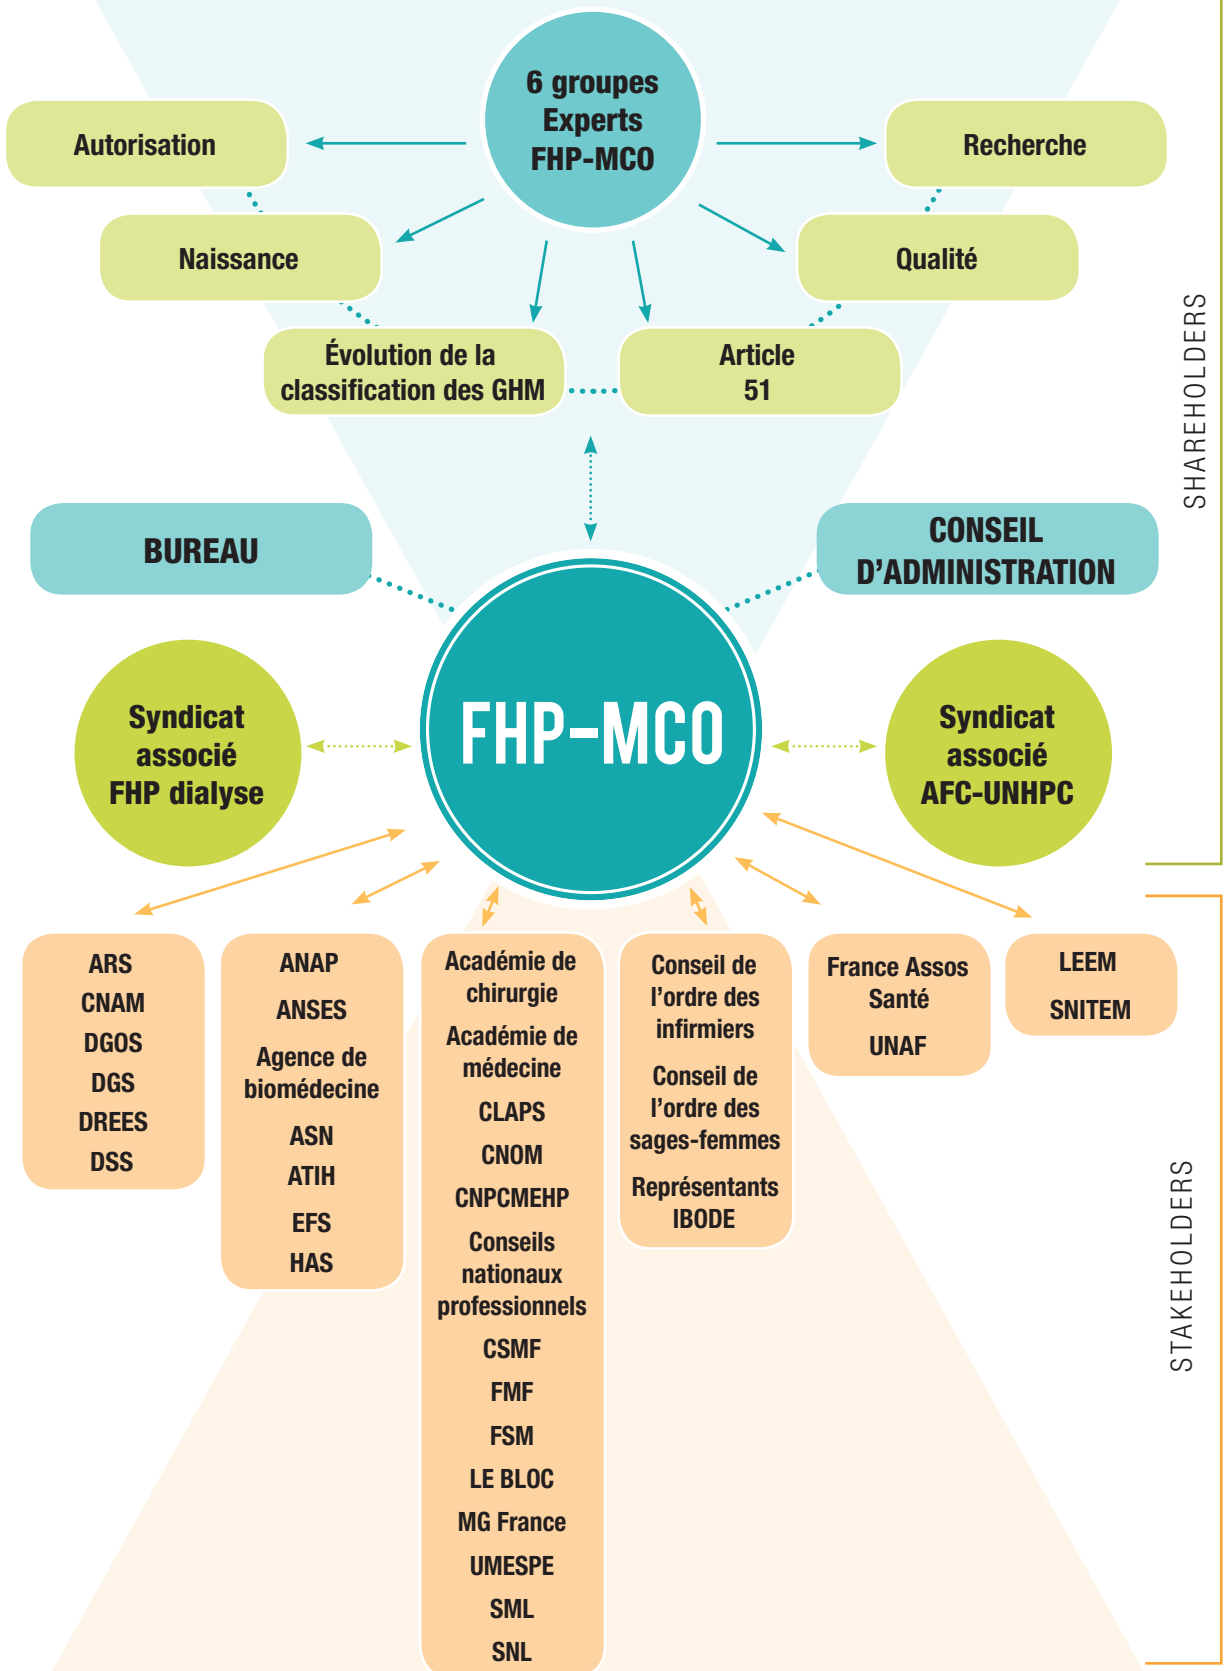 6 groupes
Experts
FHP-MCO
Autorisation
Recherche
Naissance
Qualité
Évolution de la
classification des GHM
Article
51
SHAREHOLDERS
BUREAU
CONSEIL
D'ADMINISTRATION
FHP-MCO
Syndicat
associé
FHP dialyse
Syndicat
associé
AFC-UNHPC
ARS
CNAM
DGOS
DGS
DREES
DSS
ANAP
ANSES
Agence de
biomédecine
ASN
ATIH
EFS
HAS
Académie de
chirurgie
Académie de
médecine
CLAPS
CNOM
CNPCMEHP
Conseils
nationaux
professionnels
CSMF
FMF
FSM
LE BLOC
MG France
UMESPE
SML
SNL
Conseil de
l'ordre des
infirmiers
Conseil de
l'ordre des
sages-femmes
Représentants
IBODE
France Assos
Santé
UNAF
LEEM
SNITEM
STAKEHOLDERS